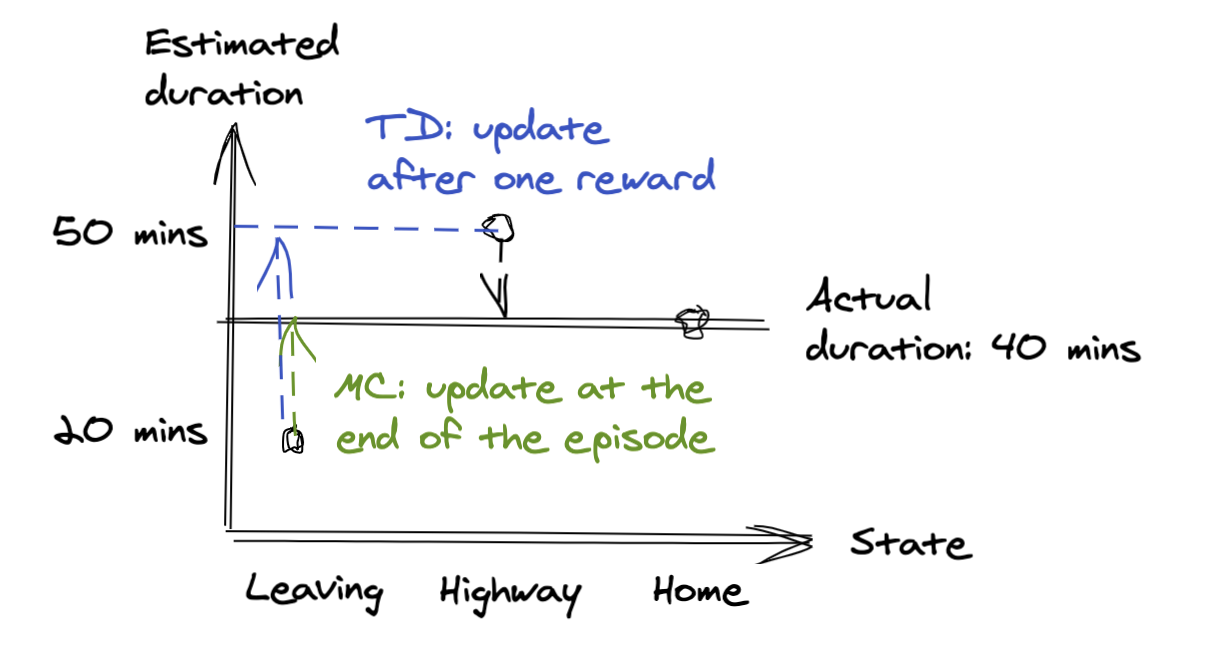 Estimated
duration
TD: update
after one reward
50 mins
Actual
duration: 40 mins
MC: update at the
end of the episode
20 mins
State
Leaving Highway Home